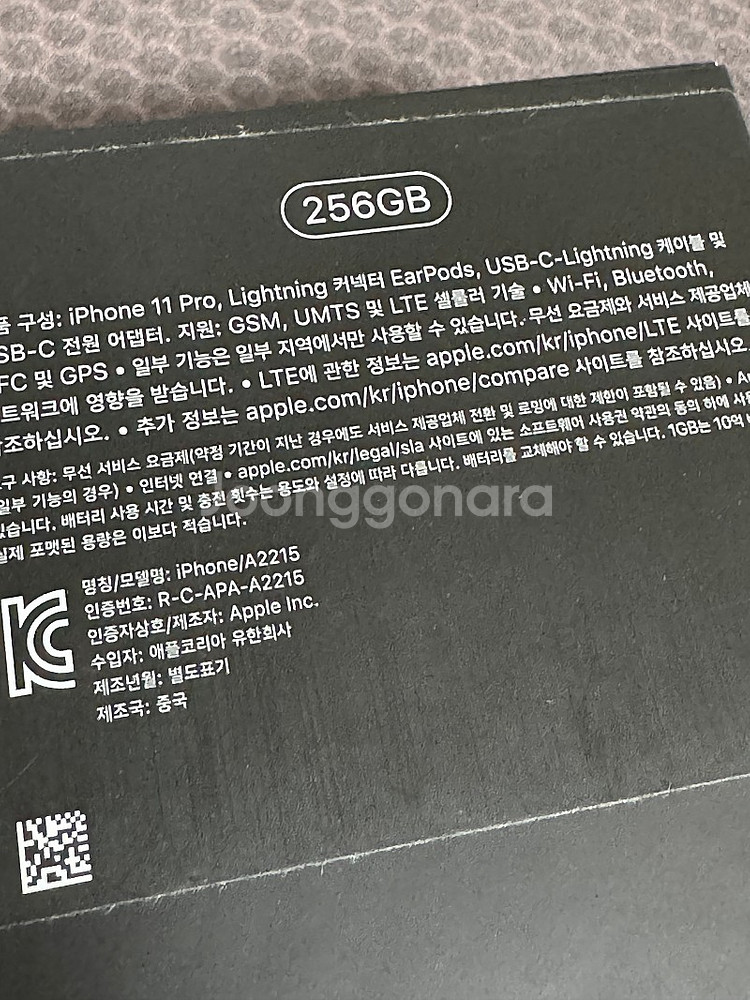 256GB
품 구성: iPhone 11 Pro, Lightning 커넥터 EarPods, USB-C-Lightning 케이블 및
SB-C 전원 어댑터. 지원: GSM, UMTS 및 LTE 셀룰러 기술 • Wi-Fi, Bluetooth,
FC 및 GPS • 일부 기능은 일부 지역에서만 사용할 수 있습니다. 무선 요금제와 서비스 제공업체
트워크에 영향을 받습니다. • LTE에 관한 정보는 apple.com/kr/iphone/LTE 사이트를
참조하십시오. • 추가 정보는 apple.com/kr/iphone/compare 사이트를 참조하십시오.
구 사항: 무선 서비스 요금제(약정 기간이 지난 경우에도 서비스 제공업체 전환 및 로밍에 대한 제한이 포함될 수 있음) •
일부 기능의 경우) • 인터넷 연결 • apple.com/kr/legal/sla 사이트에 있는 소프트웨어 사용권 약관의 동의 하에
있습니다. 배터리 사용 시간 및 충전 횟수는 용도와 설정에 따라 다릅니다. 배터리를 교체해야 할 수 있습니다. 1GB는 10억
실제 포맷된 용량은 이보다 적습니다.
joonggonara
명칭/모델명: iPhone/A2215
인증번호: R-C-APA-A2215
인증자상호/제조자: Apple Inc.
수입자: 애플코리아 유한회사
제조년월: 별도표기
제조국: 중국